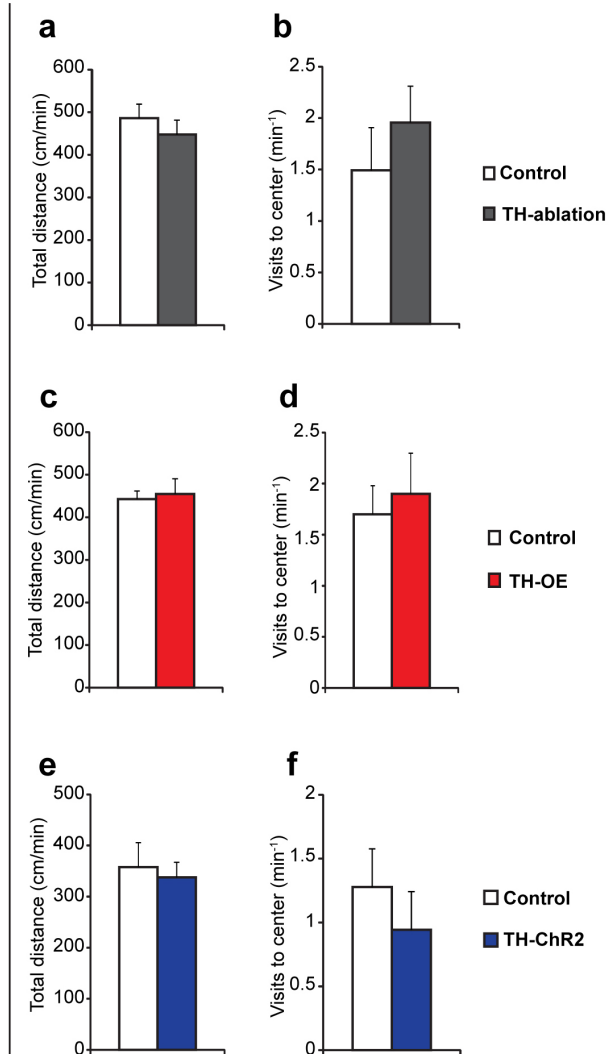 a
Total distance (cm/min)
600
500
400
300
200
100
0
b
Visits to center (min-1)
2.5
2
1.5
1
0.5
0
Control
TH-ablation
c
Total distance (cm/min)
600
500
400
300
200
100
0
d
Visits to center (min-1)
2.5
2
1.5
1
0.5
0
Control
TH-OE
e
Total distance (cm/min)
500
400
300
200
100
0
f
Visits to center (min-1)
2
1.5
1
0.5
0
Control
TH-ChR2